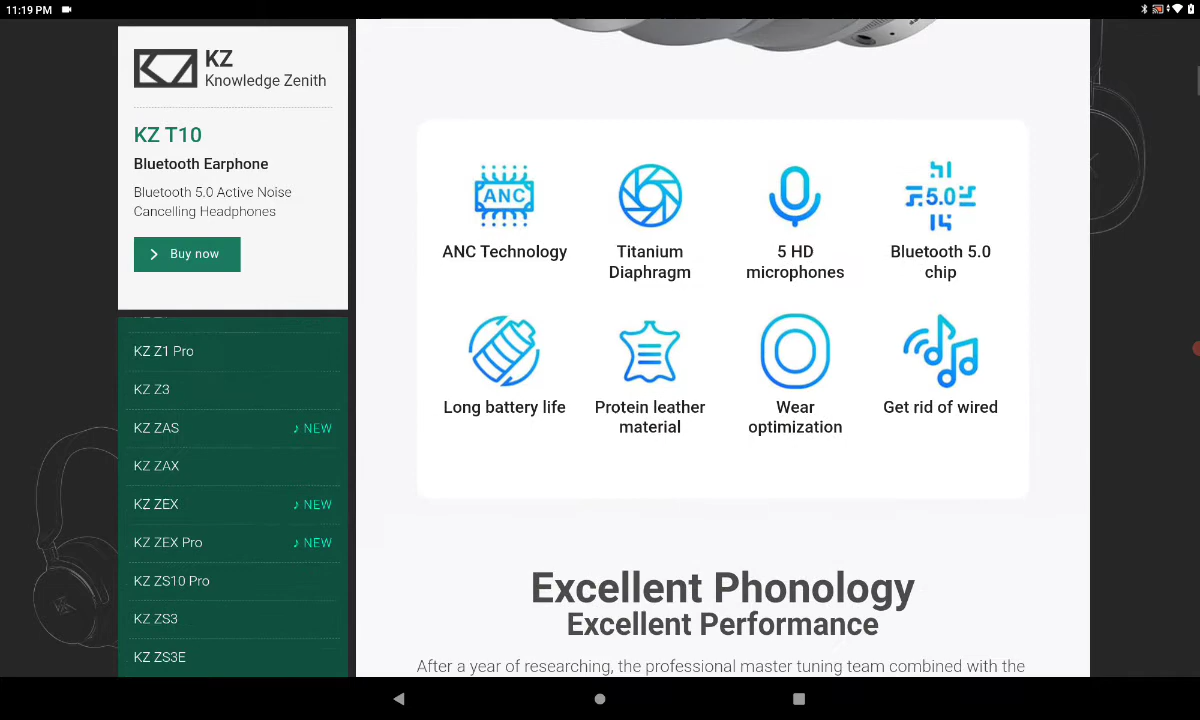 11:19 PM
KZ
Knowledge Zenith
KZ T10
Bluetooth Earphone
Bluetooth 5.0 Active Noise
Cancelling Headphones
Buy now
KZ Z1 Pro
KZ Z3
KZ ZAS ♪ NEW
KZ ZAX
KZ ZEX ♪ NEW
KZ ZEX Pro ♪ NEW
KZ ZS10 Pro
KZ ZS3
KZ ZS3E
ANC
5.0
ANC Technology
Titanium
Diaphragm
5 HD
microphones
Bluetooth 5.0
chip
Long battery life
Protein leather
material
Wear
optimization
Get rid of wired
Excellent Phonology
Excellent Performance
After a year of researching, the professional master tuning team combined with the